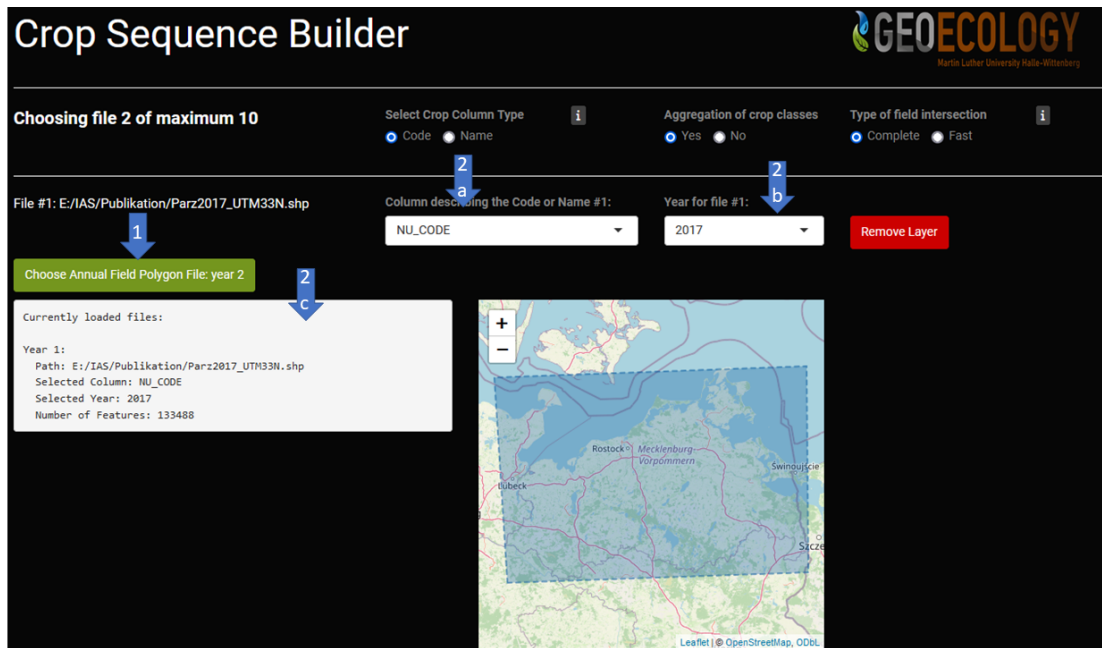 Crop Sequence Builder
GEOECOLOGY
Martin Luther University Halle-Wittenberg
Choosing file 2 of maximum 10
Select Crop Column Type
i
Code
Name
Aggregation of crop classes
Yes
No
Type of field intersection
i
Complete
Fast
2
a
2
b
File #1: E:/IAS/Publikation/Parz2017_UTM33N.shp
Column describing the Code or Name #1:
Year for file #1:
NU_CODE
2017
Remove Layer
1
Choose Annual Field Polygon File: year 2
2
c
Currently loaded files:
Year 1:
Path: E:/IAS/Publikation/Parz2017_UTM33N.shp
Selected Column: NU_CODE
Selected Year: 2017
Number of Features: 133488
+
−
Rostock
Mecklenburg-
Vorpommern
Świnoujście
Lübeck
Szcze
Leaflet | © OpenStreetMap, ODbL